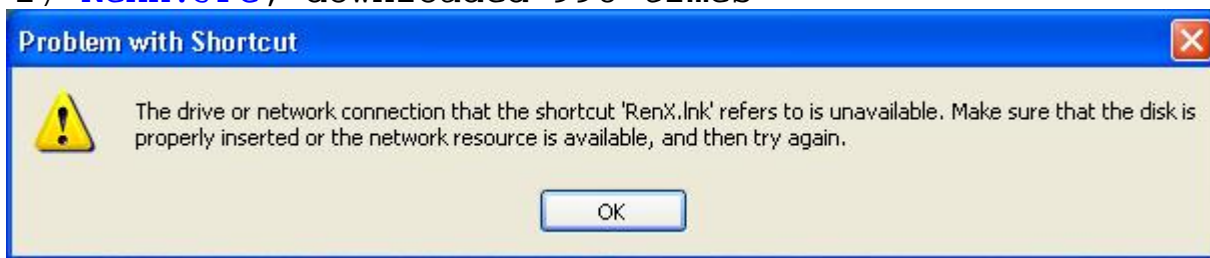 Problem with Shortcut
The drive or network connection that the shortcut 'RenX.lnk' refers to is unavailable. Make sure that the disk is
properly inserted or the network resource is available, and then try again.
OK